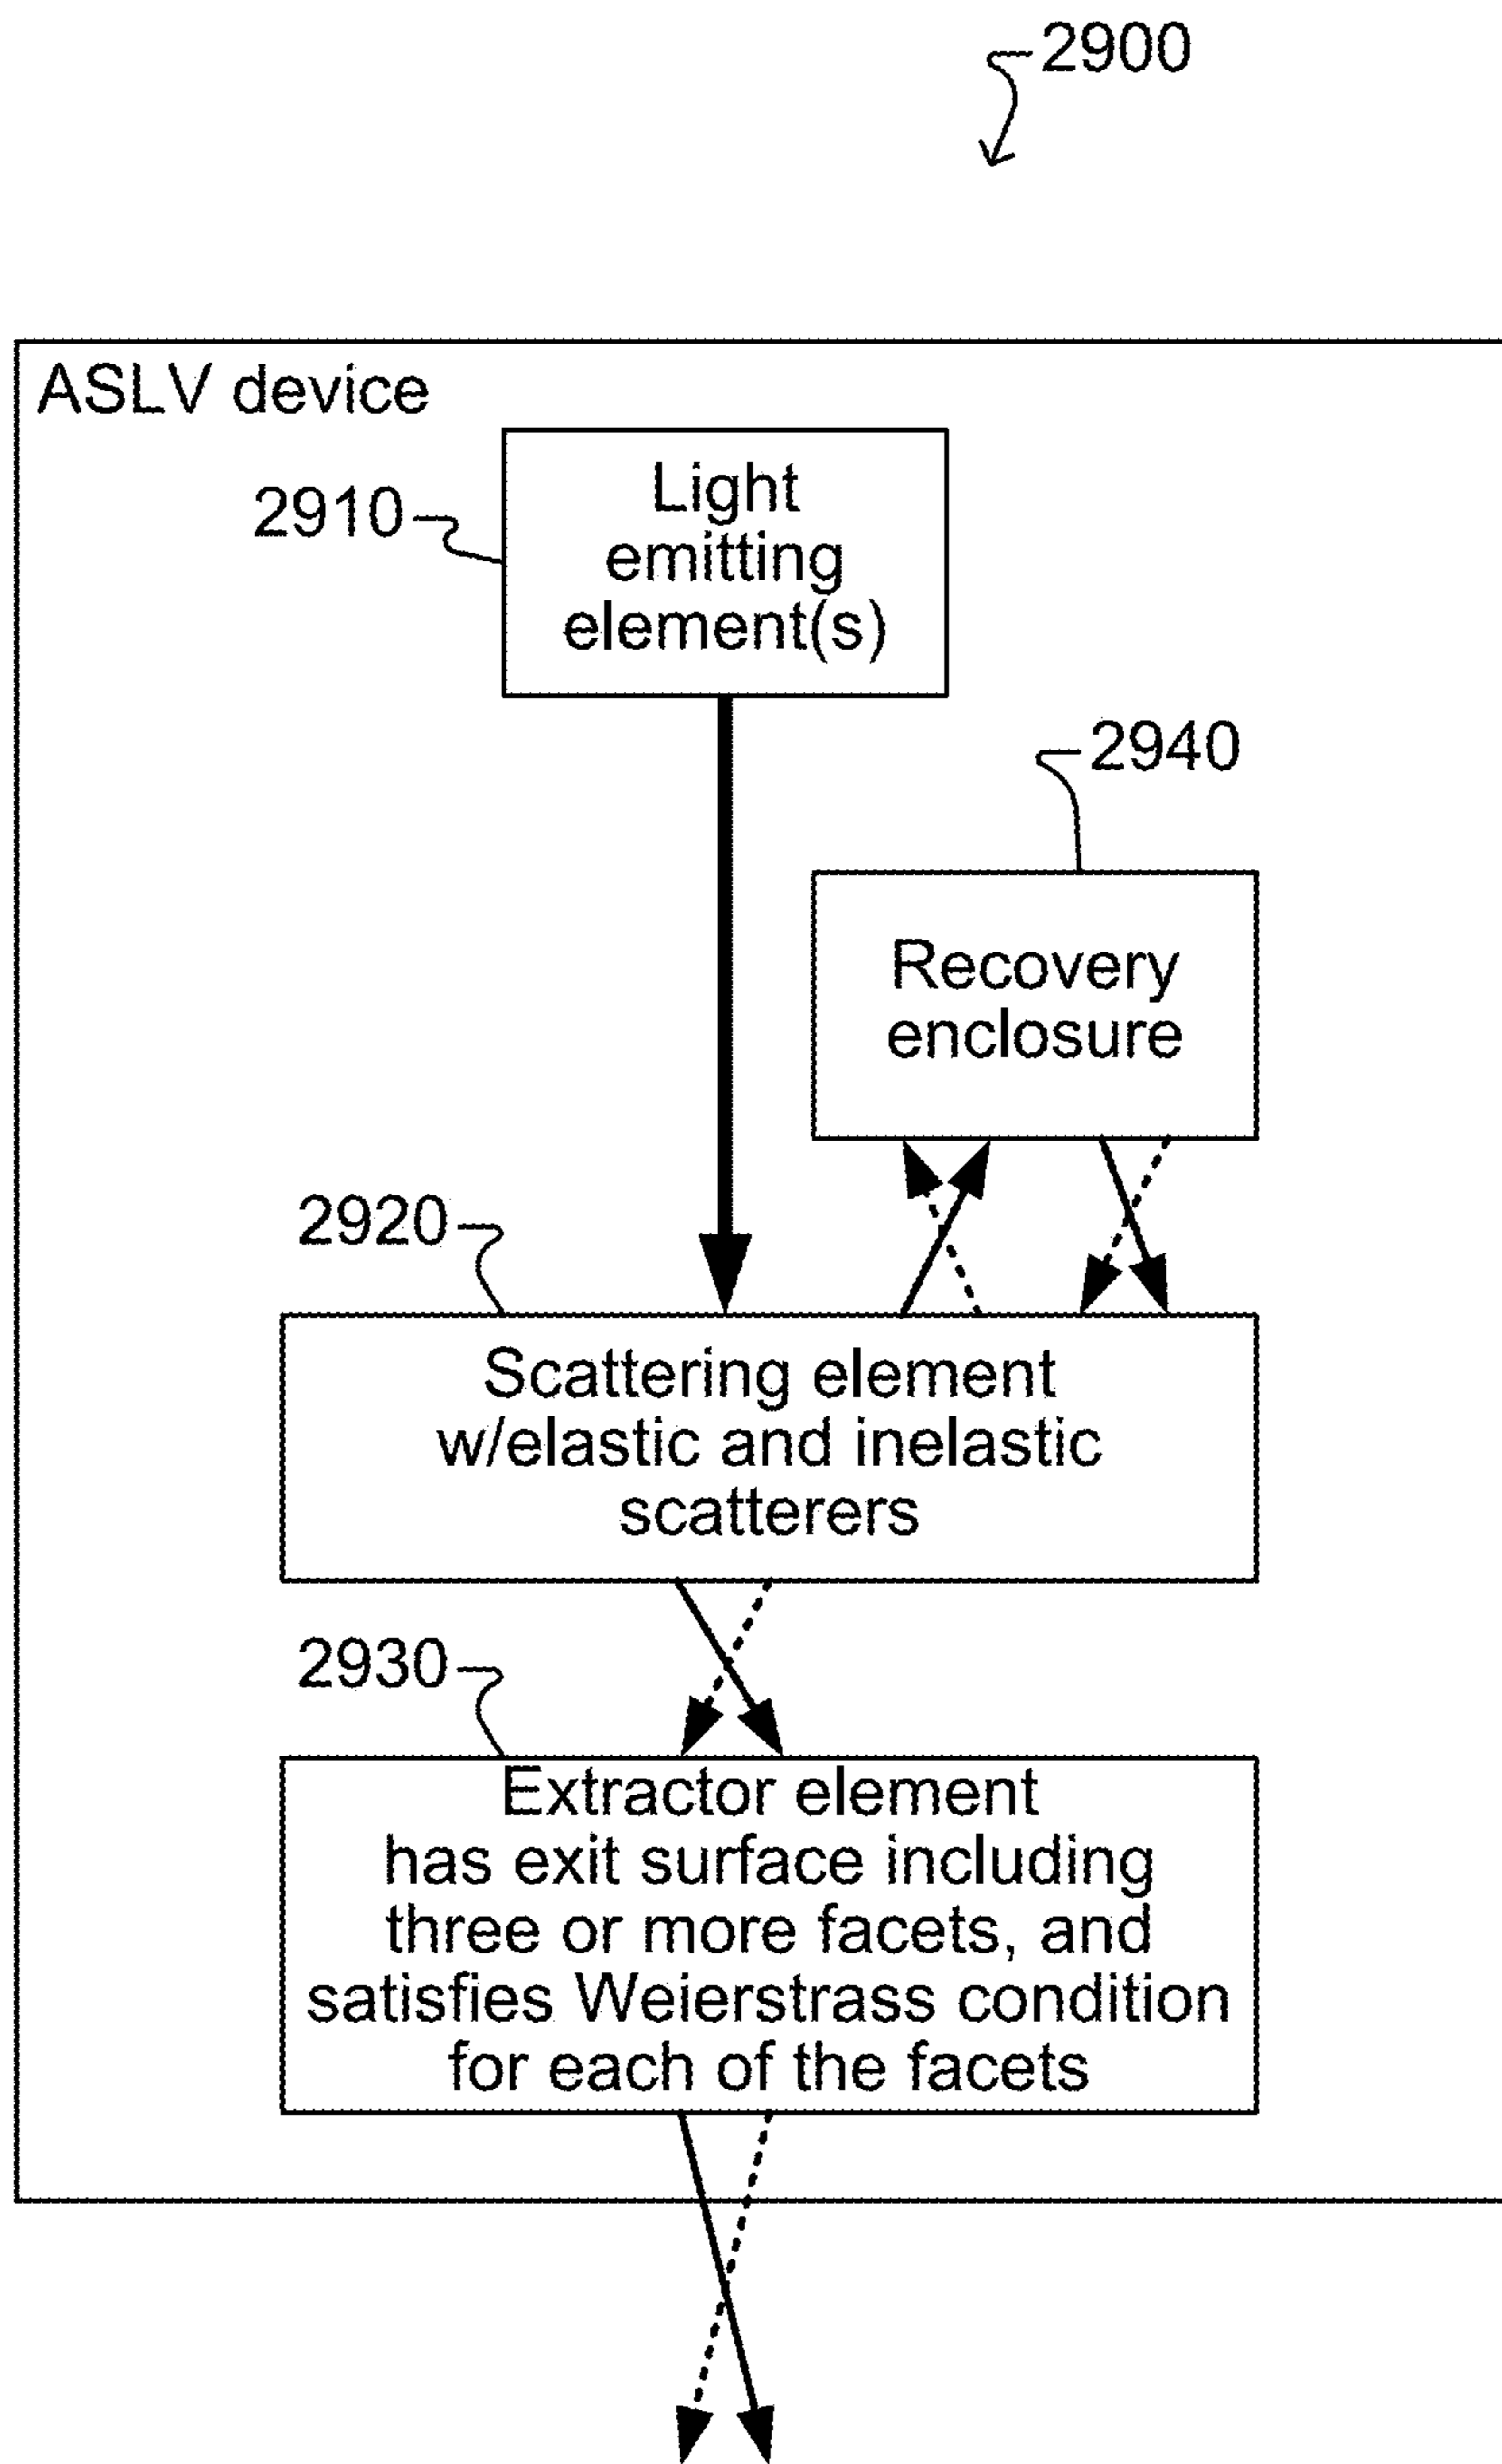 2900
ASLV device
2910
Light
emitting
element(s)
2940
Recovery
enclosure
2920
Scattering element
w/elastic and inelastic
scatterers
2930
Extractor element
has exit surface including
three or more facets, and
satisfies Weierstrass condition
for each of the facets